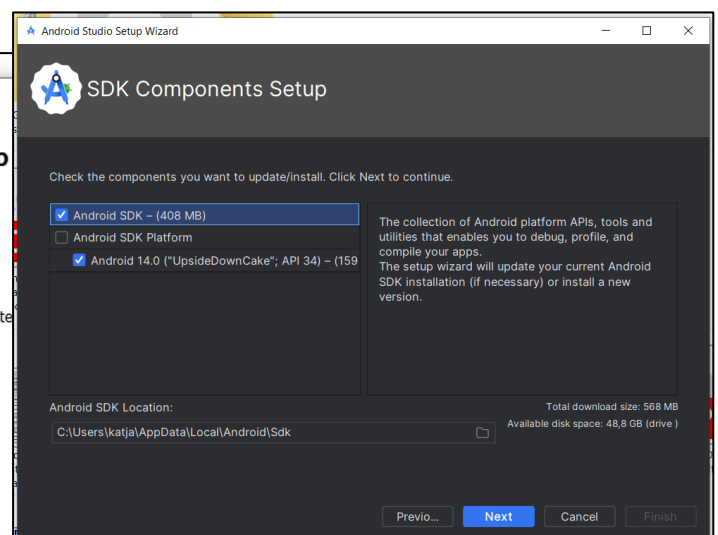 Android Studio Setup Wizard
SDK Components Setup
Check the components you want to update/install. Click Next to continue.
Android SDK – (408 MB)
Android SDK Platform
Android 14.0 ("UpsideDownCake"; API 34) – (159
The collection of Android platform APIs, tools and
utilities that enables you to debug, profile, and
compile your apps.
The setup wizard will update your current Android
SDK installation (if necessary) or install a new
version.
Android SDK Location:
C:\Users\katja\AppData\Local\Android\Sdk
Total download size: 568 MB
Available disk space: 48,8 GB (drive )
Previo...
Next
Cancel
Finish